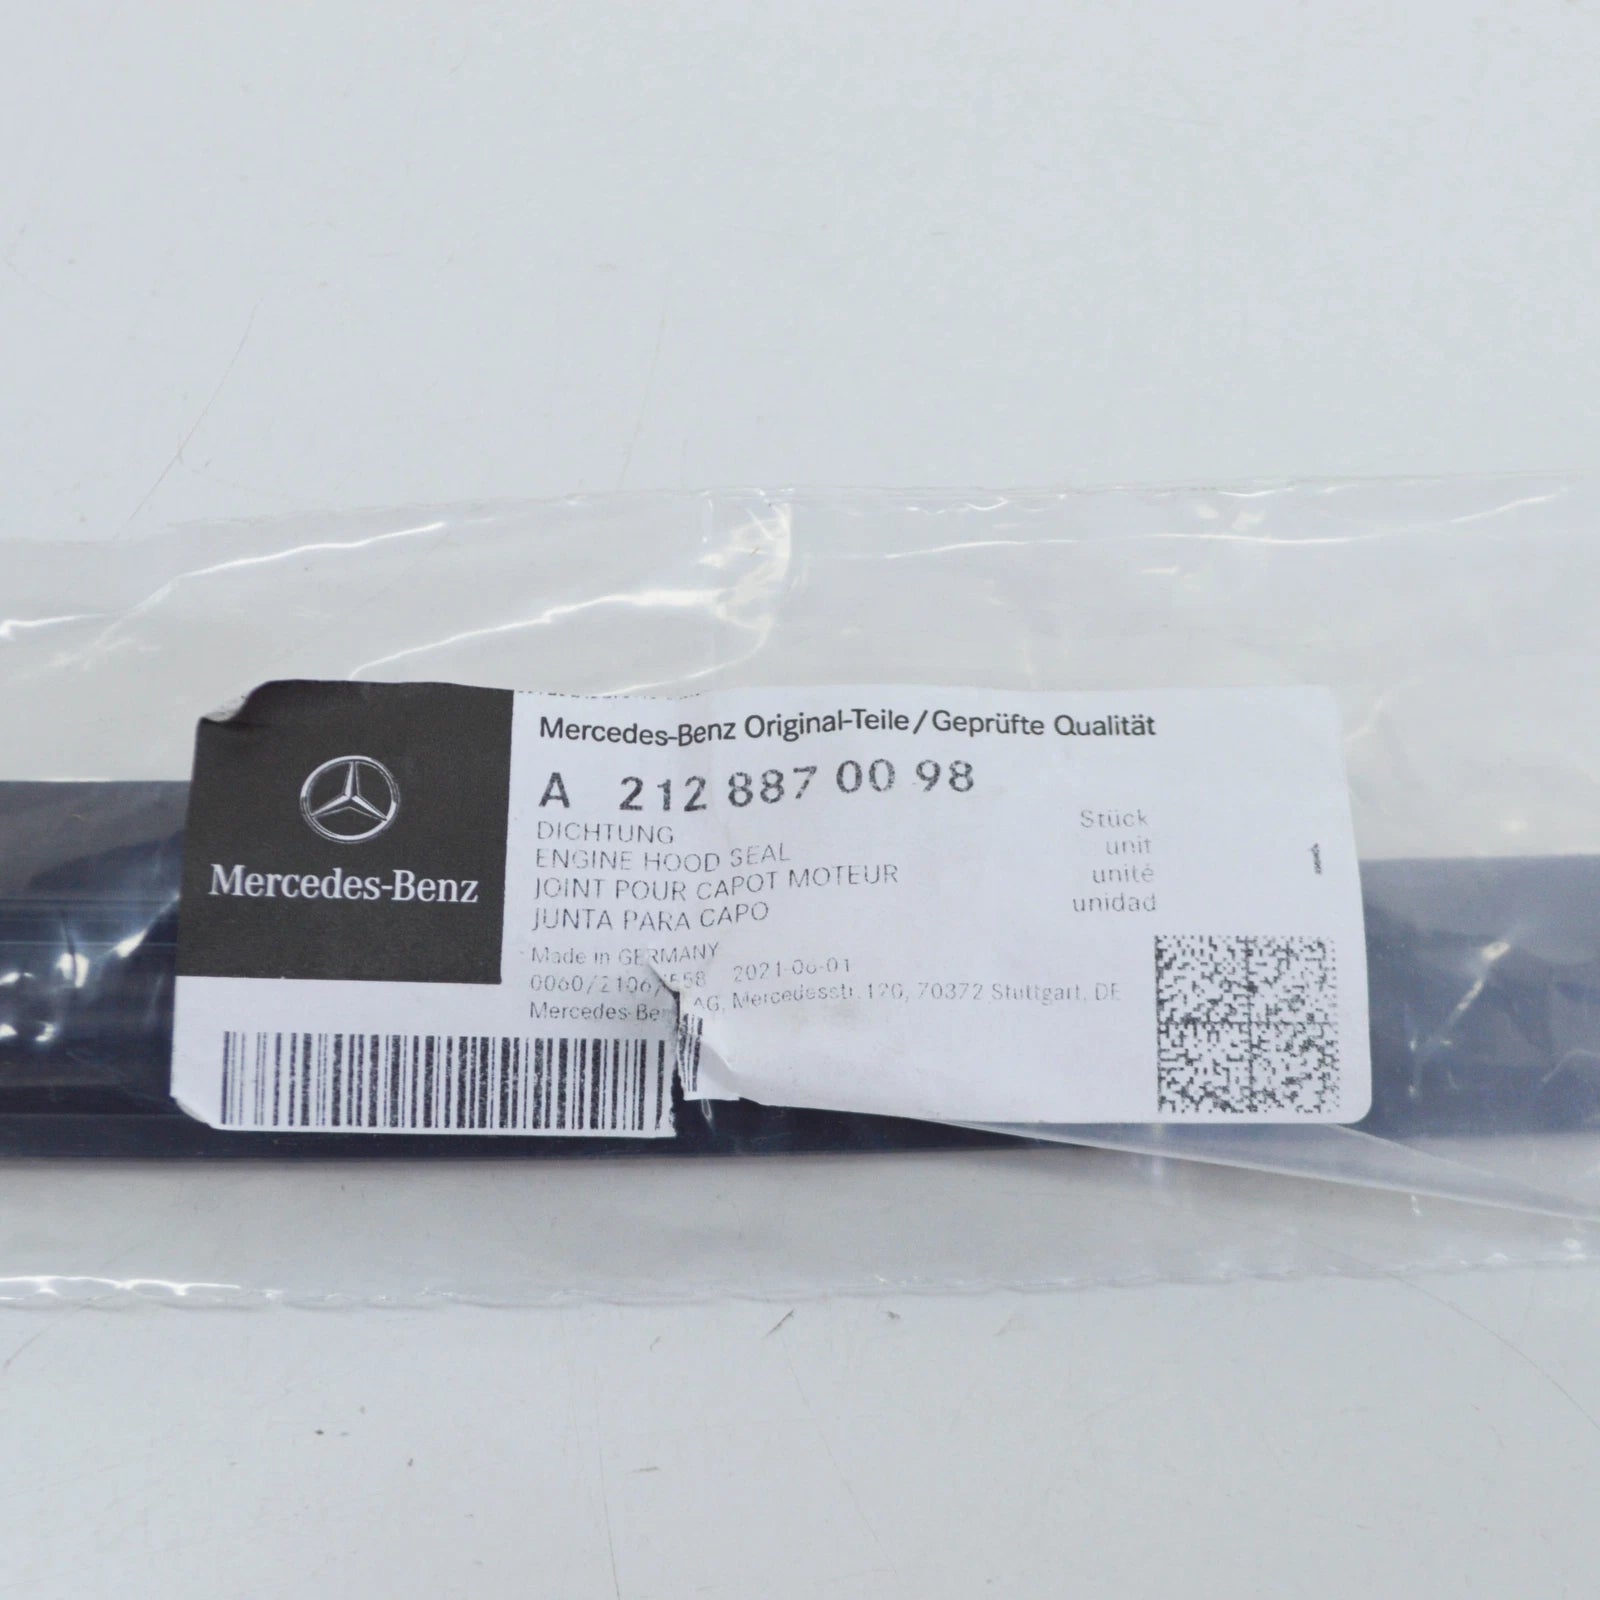 Mercedes-Benz
Mercedes-Benz Original-Teile/Geprüfte Qualität
A 212 887 00 98
DICHTUNG
ENGINE HOOD SEAL
JOINT POUR CAPOT MOTEUR
JUNTA PARA CAPO
Stück
unit
unité
unidad
Made in GERMANY
2021-06-01
AG, Mercedesstr. 120, 70372 Stuttgart, DE